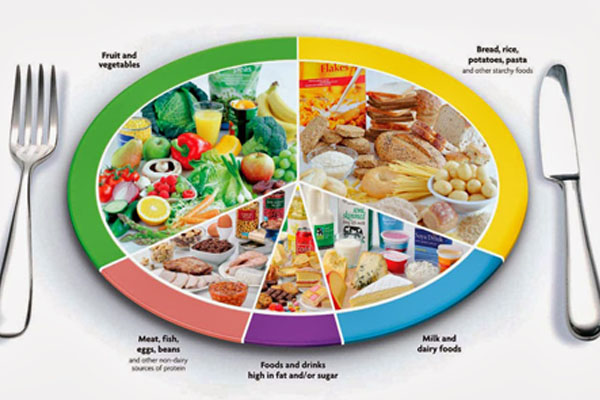 Fruit and
vegetables
Bread, rice,
potatoes, pasta
and other starchy foods
Flakes
Meat, fish,
eggs, beans
and other non-dairy
sources of protein
Foods and drinks
high in fat and/or sugar
Milk and
dairy foods